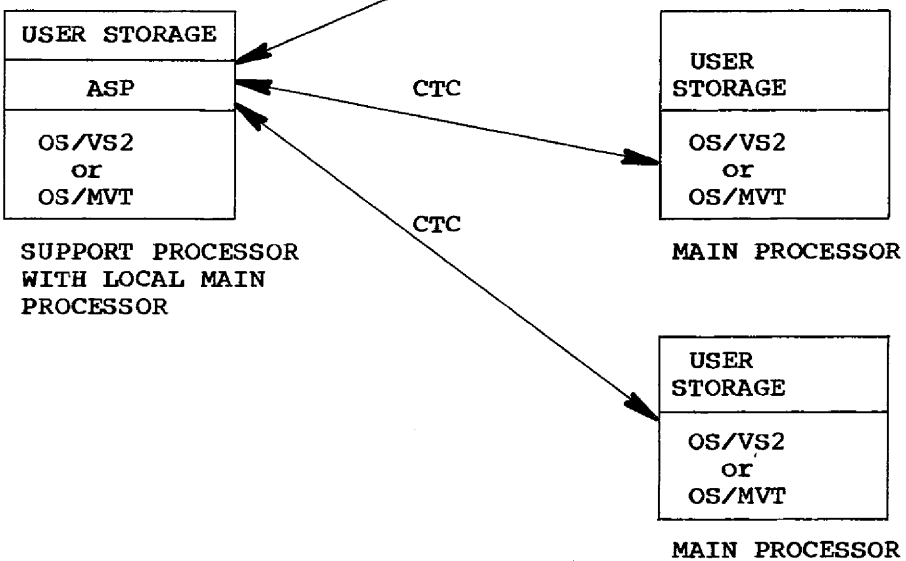 USER STORAGE
ASP
OS/VS2
or
OS/MVT
SUPPORT PROCESSOR
WITH LOCAL MAIN
PROCESSOR
CTC
CTC
USER
STORAGE
OS/VS2
or
OS/MVT
MAIN PROCESSOR
USER
STORAGE
OS/VS2
or
OS/MVT
MAIN PROCESSOR